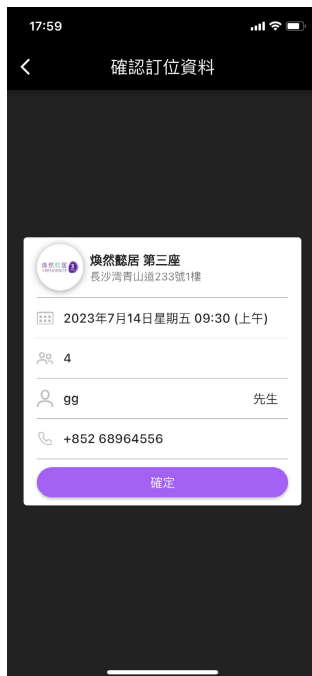 17:59
確認訂位資料
煥然懿居 第三座
長沙灣青山道233號1樓
2023年7月14日星期五 09:30 (上午)
4
gg 先生
+852 68964556
確定